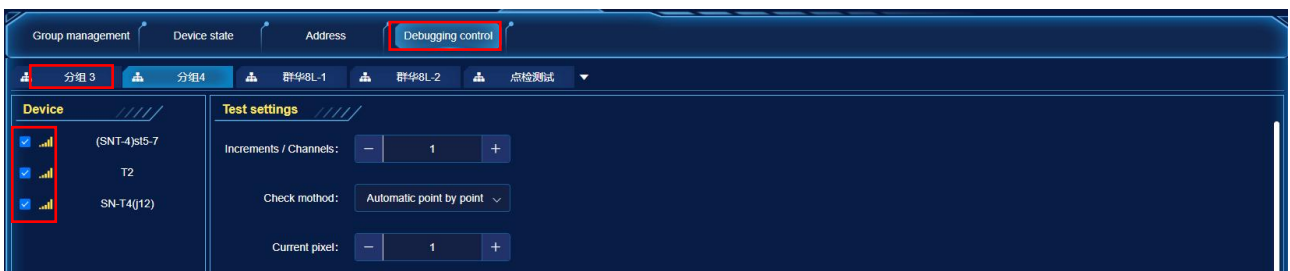 Group management Device state Address Debugging control
分组 3 分组4 群华8L-1 群华8L-2 点检测试
Device Test settings
(SNT-4)st5-7 Increments / Channels: 1
T2
SN-T4(j12) Check mothod: Automatic point by point
Current pixel: 1